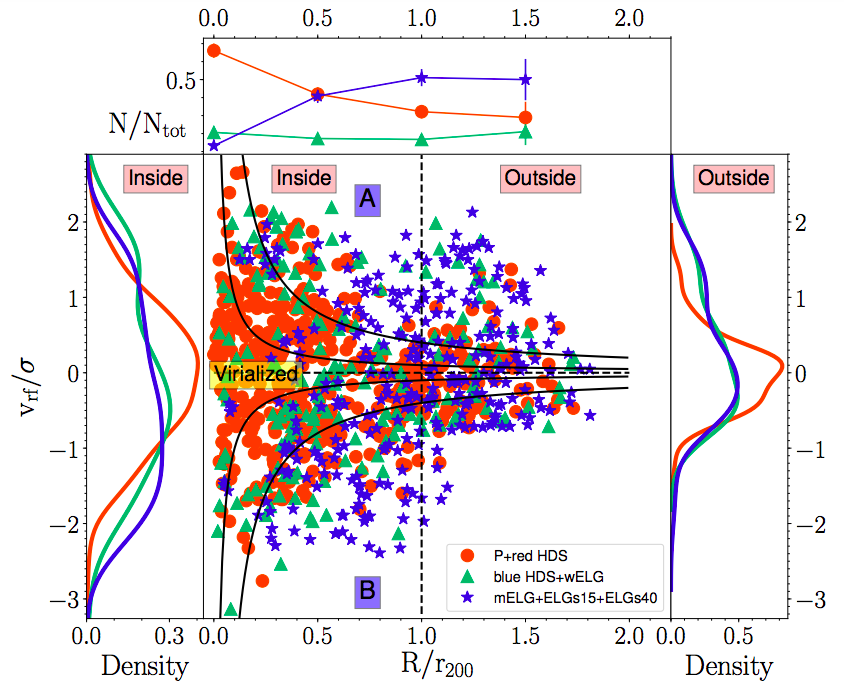 0.0 0.5 1.0 1.5 2.0
0.5
N/N_tot
Inside Inside Outside Outside
A
2 2
1 1
0 0
Virialized
v_rf/σ
−1 −1
−2 −2
−3 −3
B
P+red HDS
blue HDS+wELG
mELG+ELGs15+ELGs40
0.0 0.3 0.0 0.5 1.0 1.5 2.0 0.0 0.5
Density R/r_200 Density